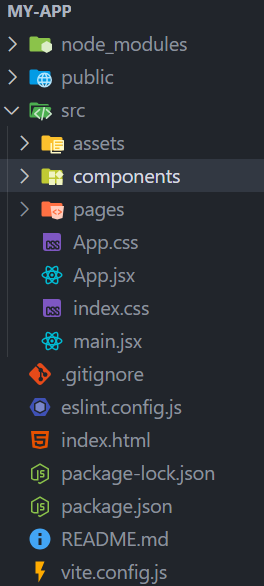 MY-APP
node_modules
public
src
assets
components
pages
App.css
App.jsx
index.css
main.jsx
.gitignore
eslint.config.js
index.html
package-lock.json
package.json
README.md
vite.config.js